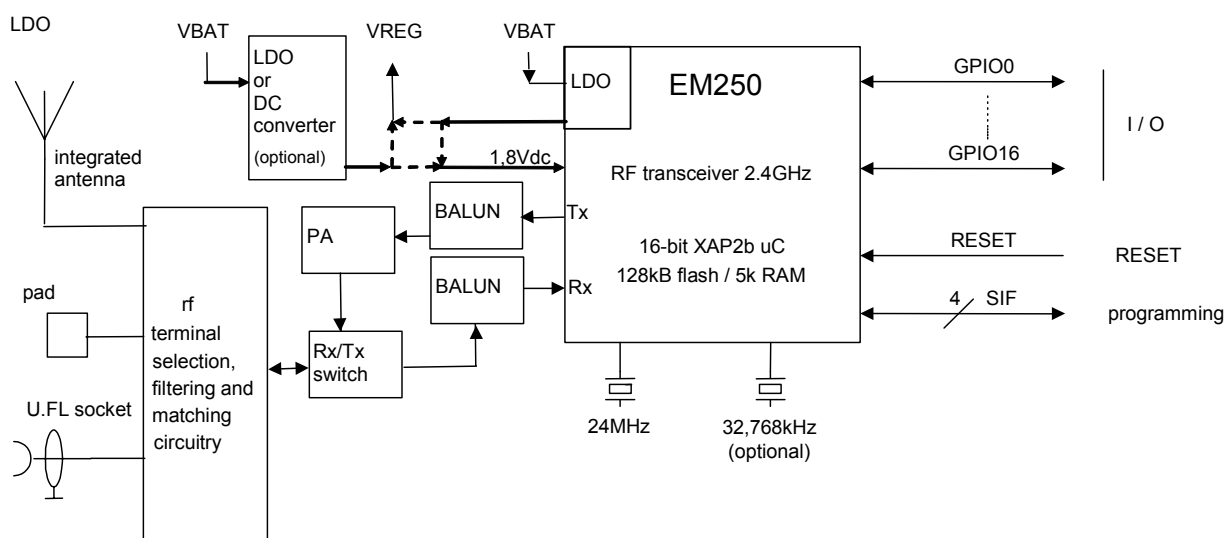 LDO
VBAT
LDO
or
DC
converter
(optional)
VREG
VBAT
LDO
EM250
RF transceiver 2.4GHz
16-bit XAP2b uC
128kB flash / 5k RAM
1,8Vdc
Tx
Rx
GPIO0
GPIO16
I / O
RESET
RESET
4
SIF
programming
integrated
antenna
BALUN
PA
BALUN
pad
rf
terminal
selection,
filtering and
matching
circuitry
Rx/Tx
switch
U.FL socket
24MHz
32,768kHz
(optional)